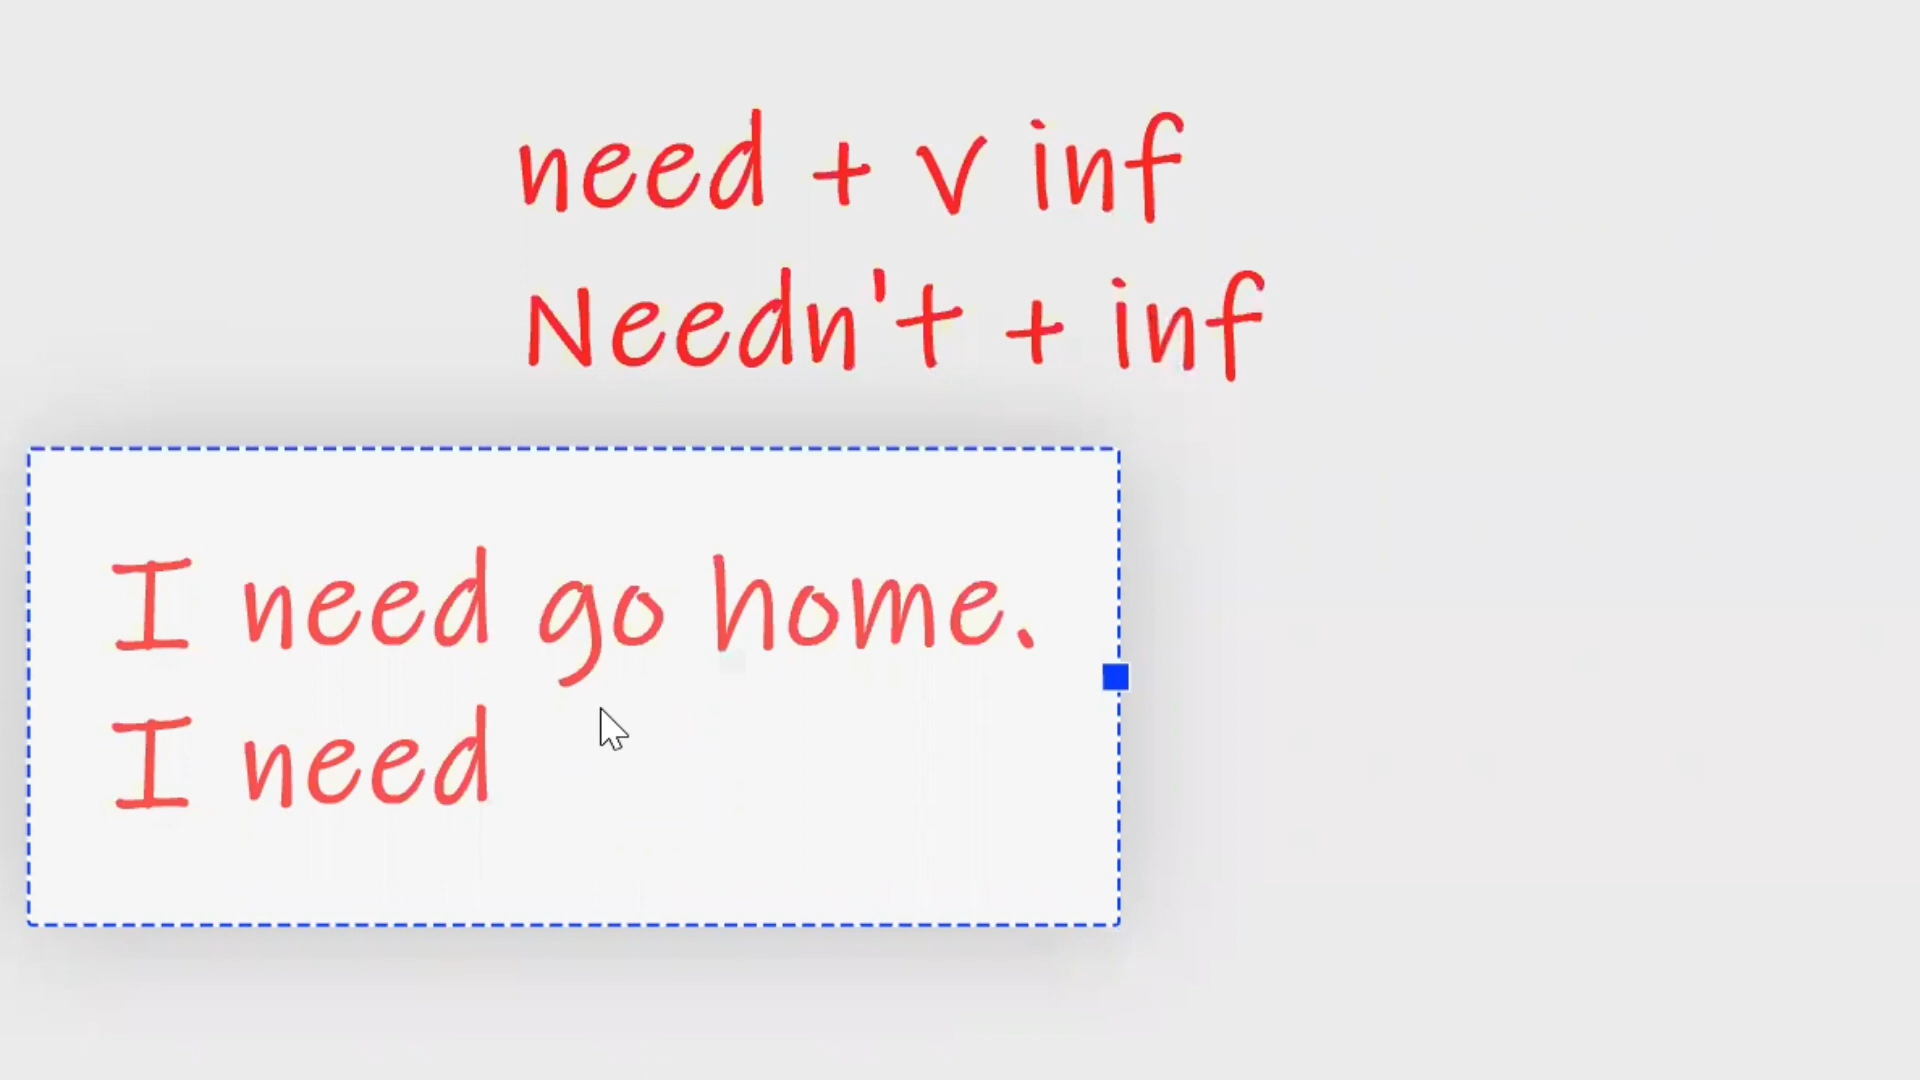 need + v inf
Needn't + inf
I need go home.
I need